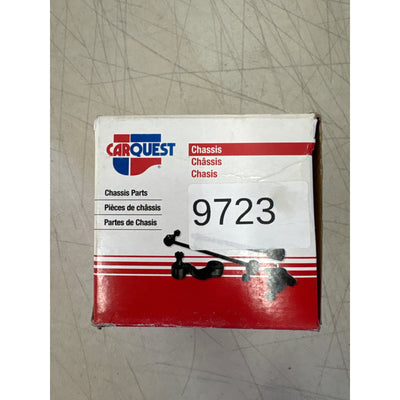 CARQUEST
®
Chassis
Châssis
Chasis
Chassis Parts
Pièces de châssis
Partes de Chasis
9723